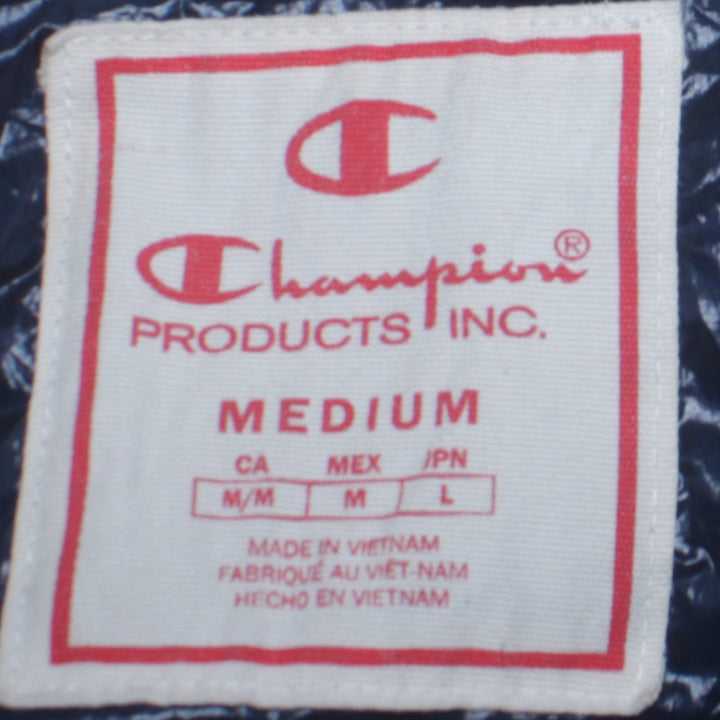 Champion®
PRODUCTS INC.
MEDIUM
CA MEX JPN
M/M M L
MADE IN VIETNAM
FABRIQUÉ AU VIÊT-NAM
HECHO EN VIETNAM